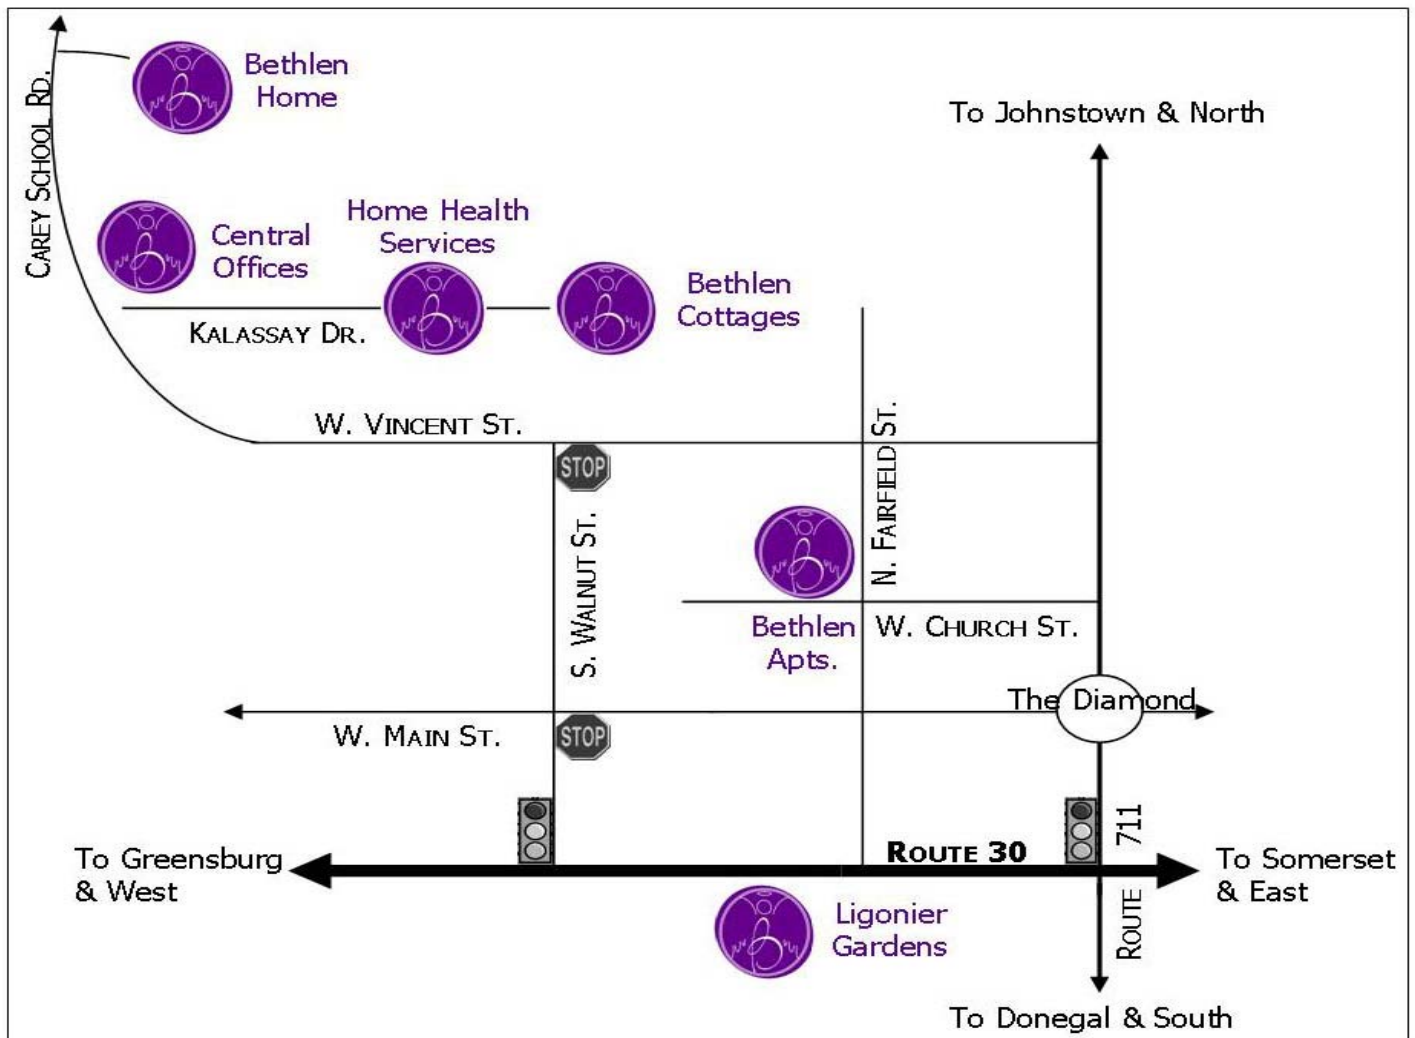 Bethlen
Home
CAREY SCHOOL RD.
To Johnstown & North
Central
Offices
Home Health
Services
Bethlen
Cottages
KALASSAY DR.
W. VINCENT ST.
STOP
N. FAIRFIELD ST.
S. WALNUT ST.
Bethlen
Apts.
W. CHURCH ST.
The Diamond
W. MAIN ST.
STOP
To Greensburg
& West
ROUTE 30
ROUTE 711
To Somerset
& East
Ligonier
Gardens
To Donegal & South